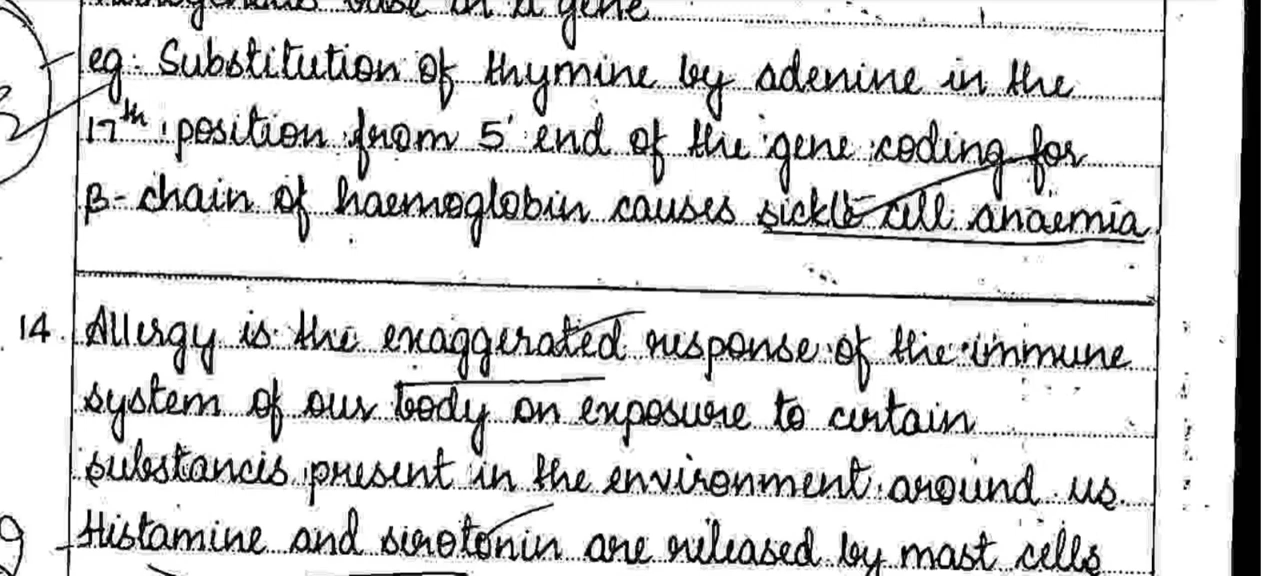 base in a gene
eg: Substitution of thymine by adenine in the
17th position from 5' end of the gene coding for
β-chain of haemoglobin causes sickle cell anaemia.
14. Allergy is the exaggerated response of the immune
system of our body on exposure to certain
substances present in the environment around us.
Histamine and serotonin are released by mast cells